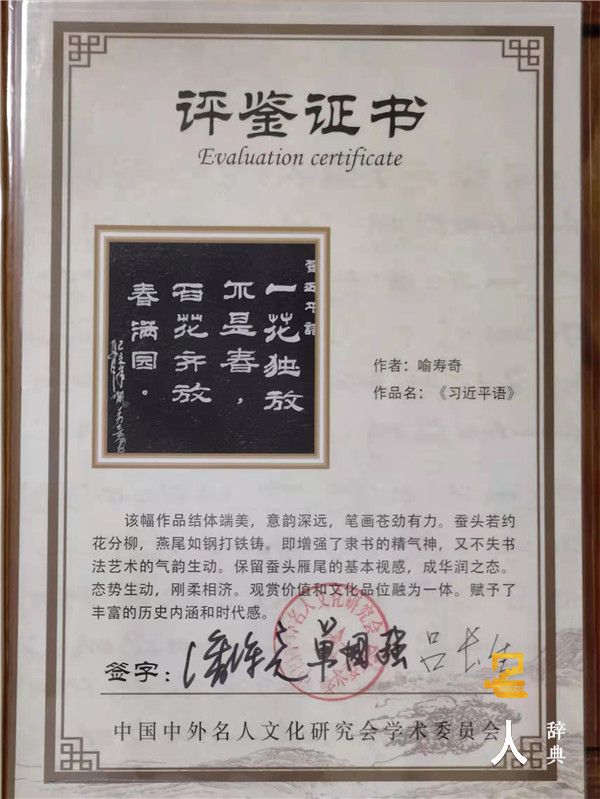 评鉴证书
Evaluation certificate
習近平語
一花独放
不是春，
百花齐放
春满园。
作者：喻寿奇
作品名：《习近平语》
该幅作品结体端美，意韵深远，笔画苍劲有力。蚕头若约
花分柳，燕尾如钢打铁铸。即增强了隶书的精气神，又不失书
法艺术的气韵生动。保留蚕头雁尾的基本视感，成华润之态。
态势生动，刚柔相济。观赏价值和文化品位融为一体。赋予了
丰富的历史内涵和时代感。
签字：
单国强
吕长生
中国中外名人文化研究会学术委员会
人
辞典